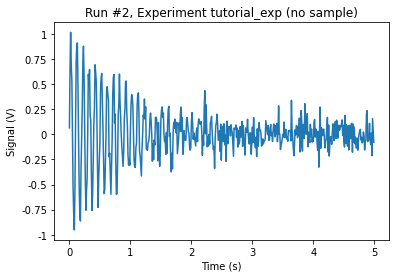 Run #2, Experiment tutorial_exp (no sample)
1
0.75
0.5
0.25
0
-0.25
-0.5
-0.75
-1
Signal (V)
0 1 2 3 4 5
Time (s)